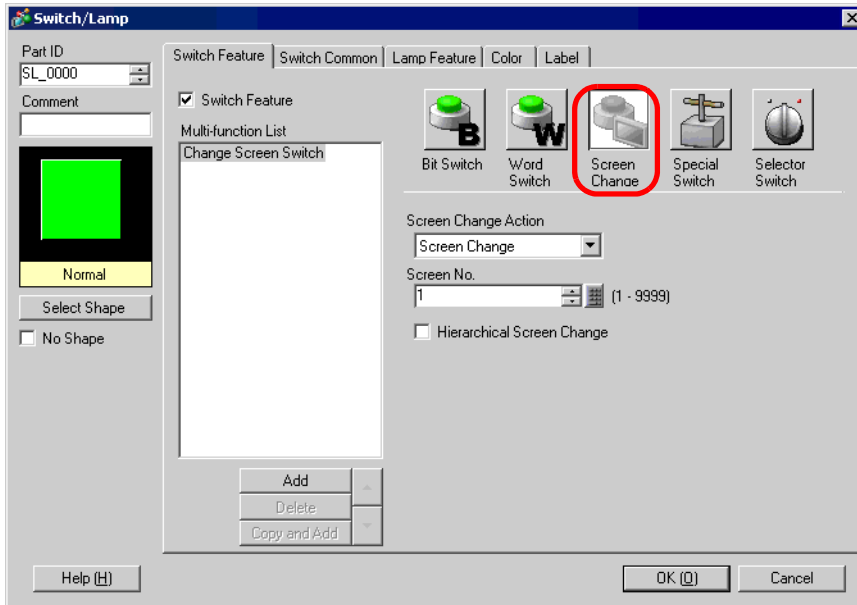 Switch/Lamp
Part ID
SL_0000
Comment
Normal
Select Shape
No Shape
Switch Feature Switch Common Lamp Feature Color Label
Switch Feature
Multi-function List
Change Screen Switch
Add
Delete
Copy and Add
B
W
Bit Switch
Word
Switch
Screen
Change
Special
Switch
Selector
Switch
Screen Change Action
Screen Change
Screen No.
1
(1 - 9999)
Hierarchical Screen Change
Help (H)
OK (O)
Cancel